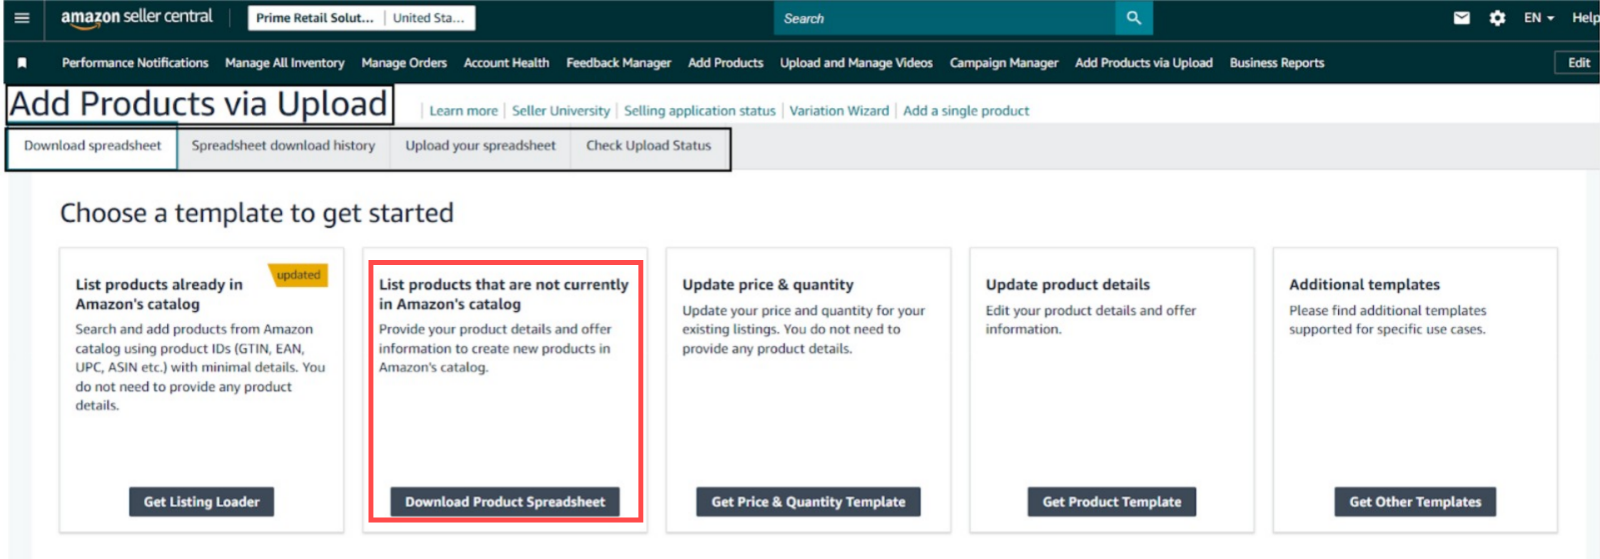 amazon seller central
Prime Retail Solut... | United Sta...
Search
EN
Help
Performance Notifications Manage All Inventory Manage Orders Account Health Feedback Manager Add Products Upload and Manage Videos Campaign Manager Add Products via Upload Business Reports
Edit
Add Products via Upload
Learn more | Seller University | Selling application status | Variation Wizard | Add a single product
Download spreadsheet Spreadsheet download history Upload your spreadsheet Check Upload Status
Choose a template to get started
updated
List products already in
Amazon's catalog
Search and add products from Amazon
catalog using product IDs (GTIN, EAN,
UPC, ASIN etc.) with minimal details. You
do not need to provide any product
details.
Get Listing Loader
List products that are not currently
in Amazon's catalog
Provide your product details and offer
information to create new products in
Amazon's catalog.
Download Product Spreadsheet
Update price & quantity
Update your price and quantity for your
existing listings. You do not need to
provide any product details.
Get Price & Quantity Template
Update product details
Edit your product details and offer
information.
Get Product Template
Additional templates
Please find additional templates
supported for specific use cases.
Get Other Templates